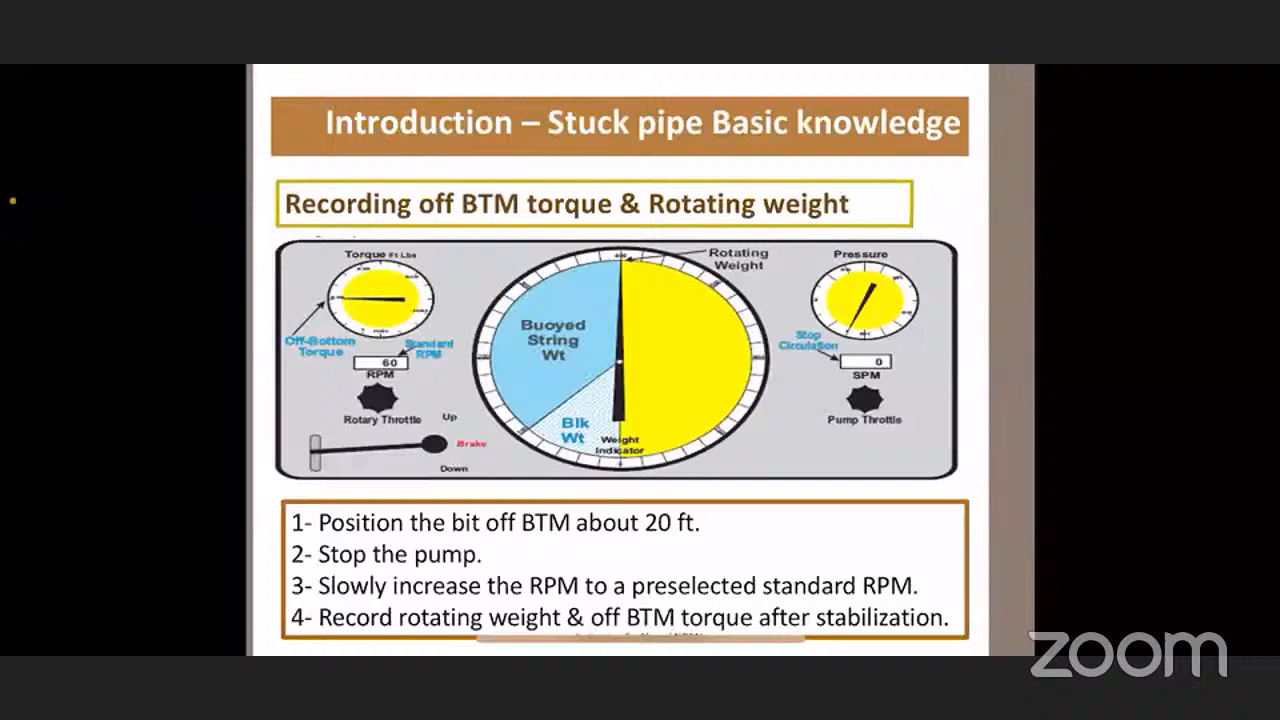 Introduction – Stuck pipe Basic knowledge
Recording off BTM torque & Rotating weight
Torque Ft Lbs
Rotating
Weight
Pressure
Buoyed
String
Wt
Off-Bottom
Torque
Standard
RPM
60
RPM
Stop
Circulation
0
SPM
Rotary Throttle
Up
Brake
Down
Blk
Wt
Weight
Indicator
Pump Throttle
1- Position the bit off BTM about 20 ft.
2- Stop the pump.
3- Slowly increase the RPM to a preselected standard RPM.
4- Record rotating weight & off BTM torque after stabilization.
zoom